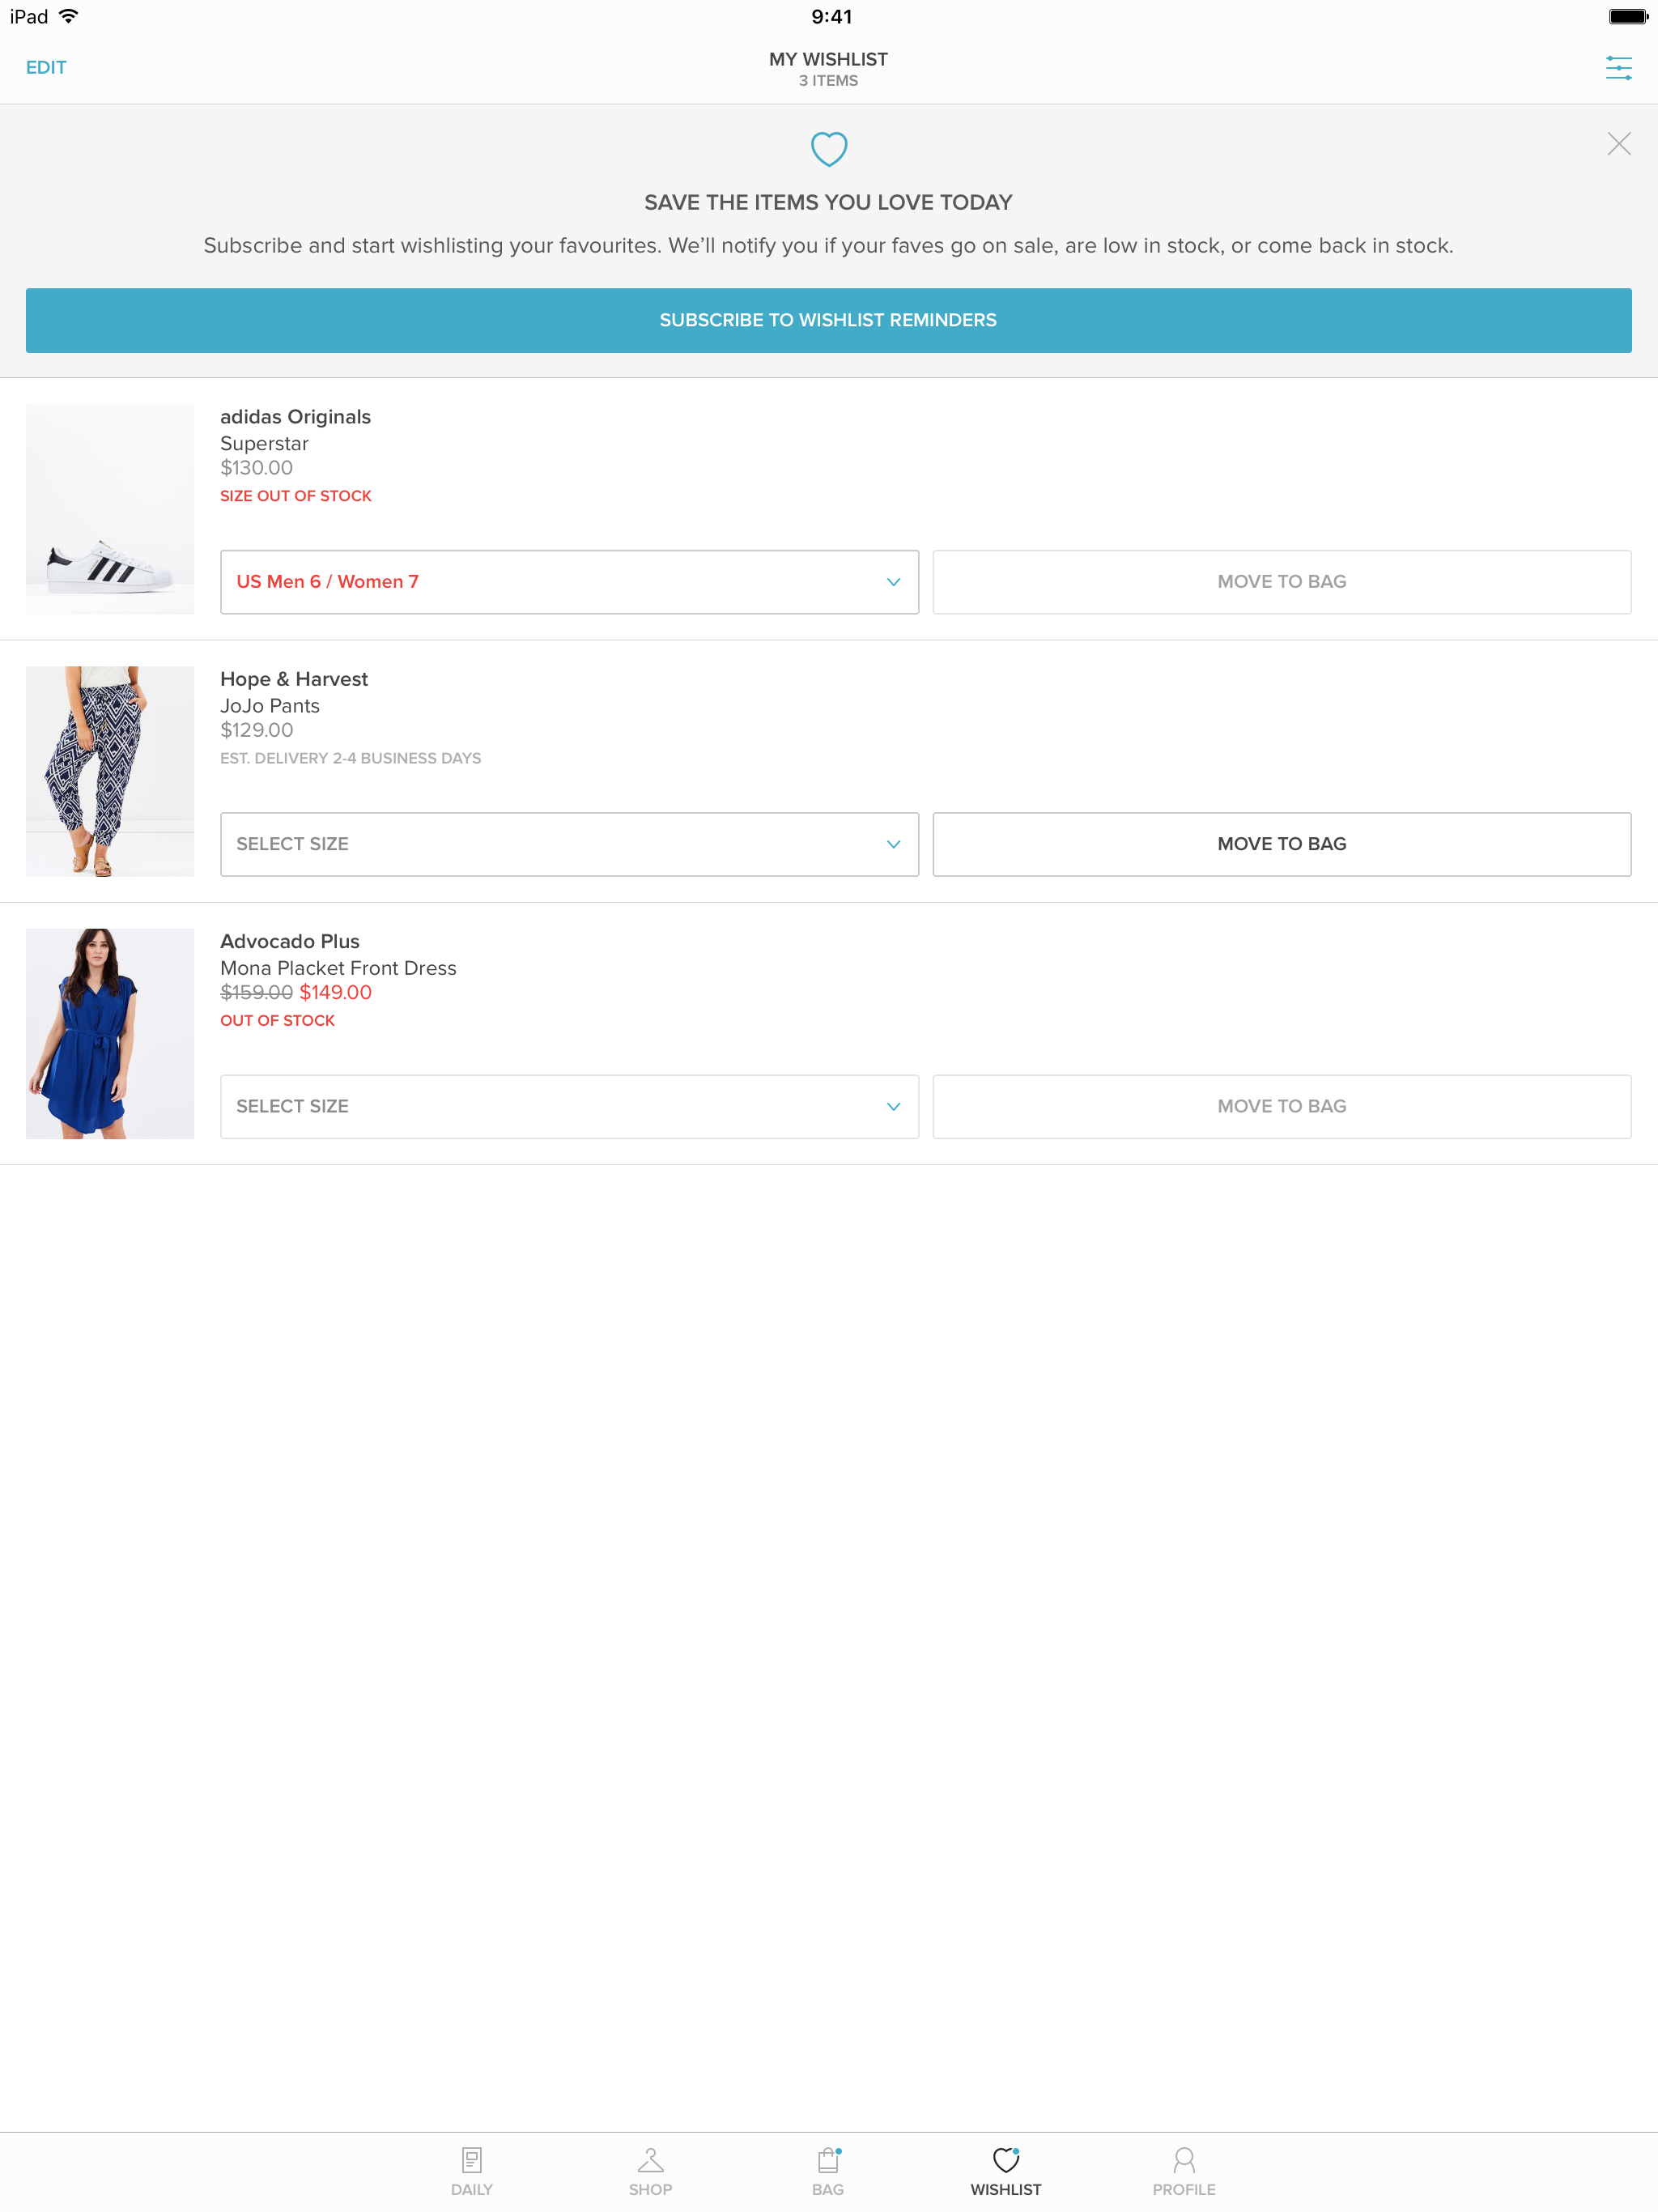 iPad 9:41
EDIT
MY WISHLIST
3 ITEMS
SAVE THE ITEMS YOU LOVE TODAY
Subscribe and start wishlisting your favourites. We’ll notify you if your faves go on sale, are low in stock, or come back in stock.
SUBSCRIBE TO WISHLIST REMINDERS
adidas Originals
Superstar
$130.00
SIZE OUT OF STOCK
US Men 6 / Women 7 MOVE TO BAG
Hope & Harvest
JoJo Pants
$129.00
EST. DELIVERY 2-4 BUSINESS DAYS
SELECT SIZE MOVE TO BAG
Advocado Plus
Mona Placket Front Dress
$159.00 $149.00
OUT OF STOCK
SELECT SIZE MOVE TO BAG
DAILY SHOP BAG WISHLIST PROFILE